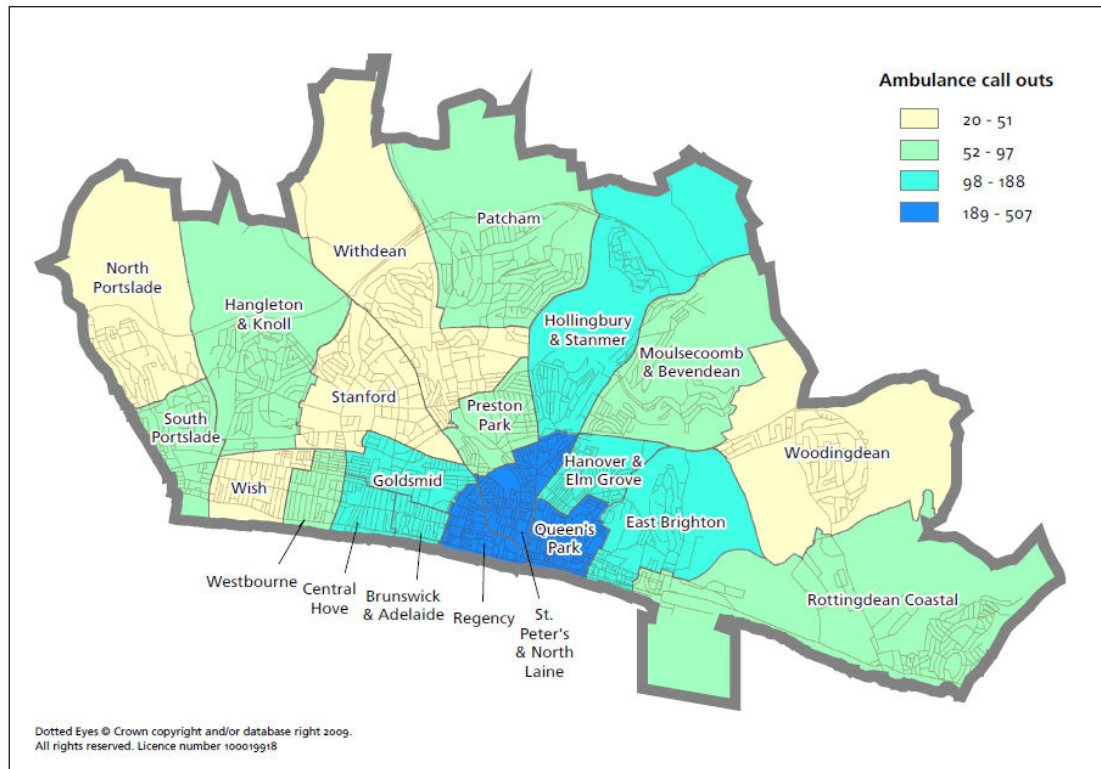 Ambulance call outs
20 - 51
52 - 97
98 - 188
189 - 507
Patcham
Withdean
North
Portslade
Hangleton
& Knoll
Hollingbury
& Stanmer
Moulsecoomb
& Bevendean
Stanford
Preston
Park
South
Portslade
Woodingdean
Hanover &
Elm Grove
Goldsmid
Wish
East Brighton
Queen's
Park
Westbourne
Central
Hove
Brunswick
& Adelaide
Regency
St.
Peter's
& North
Laine
Rottingdean Coastal
Dotted Eyes © Crown copyright and/or database right 2009.
All rights reserved. Licence number 100019918